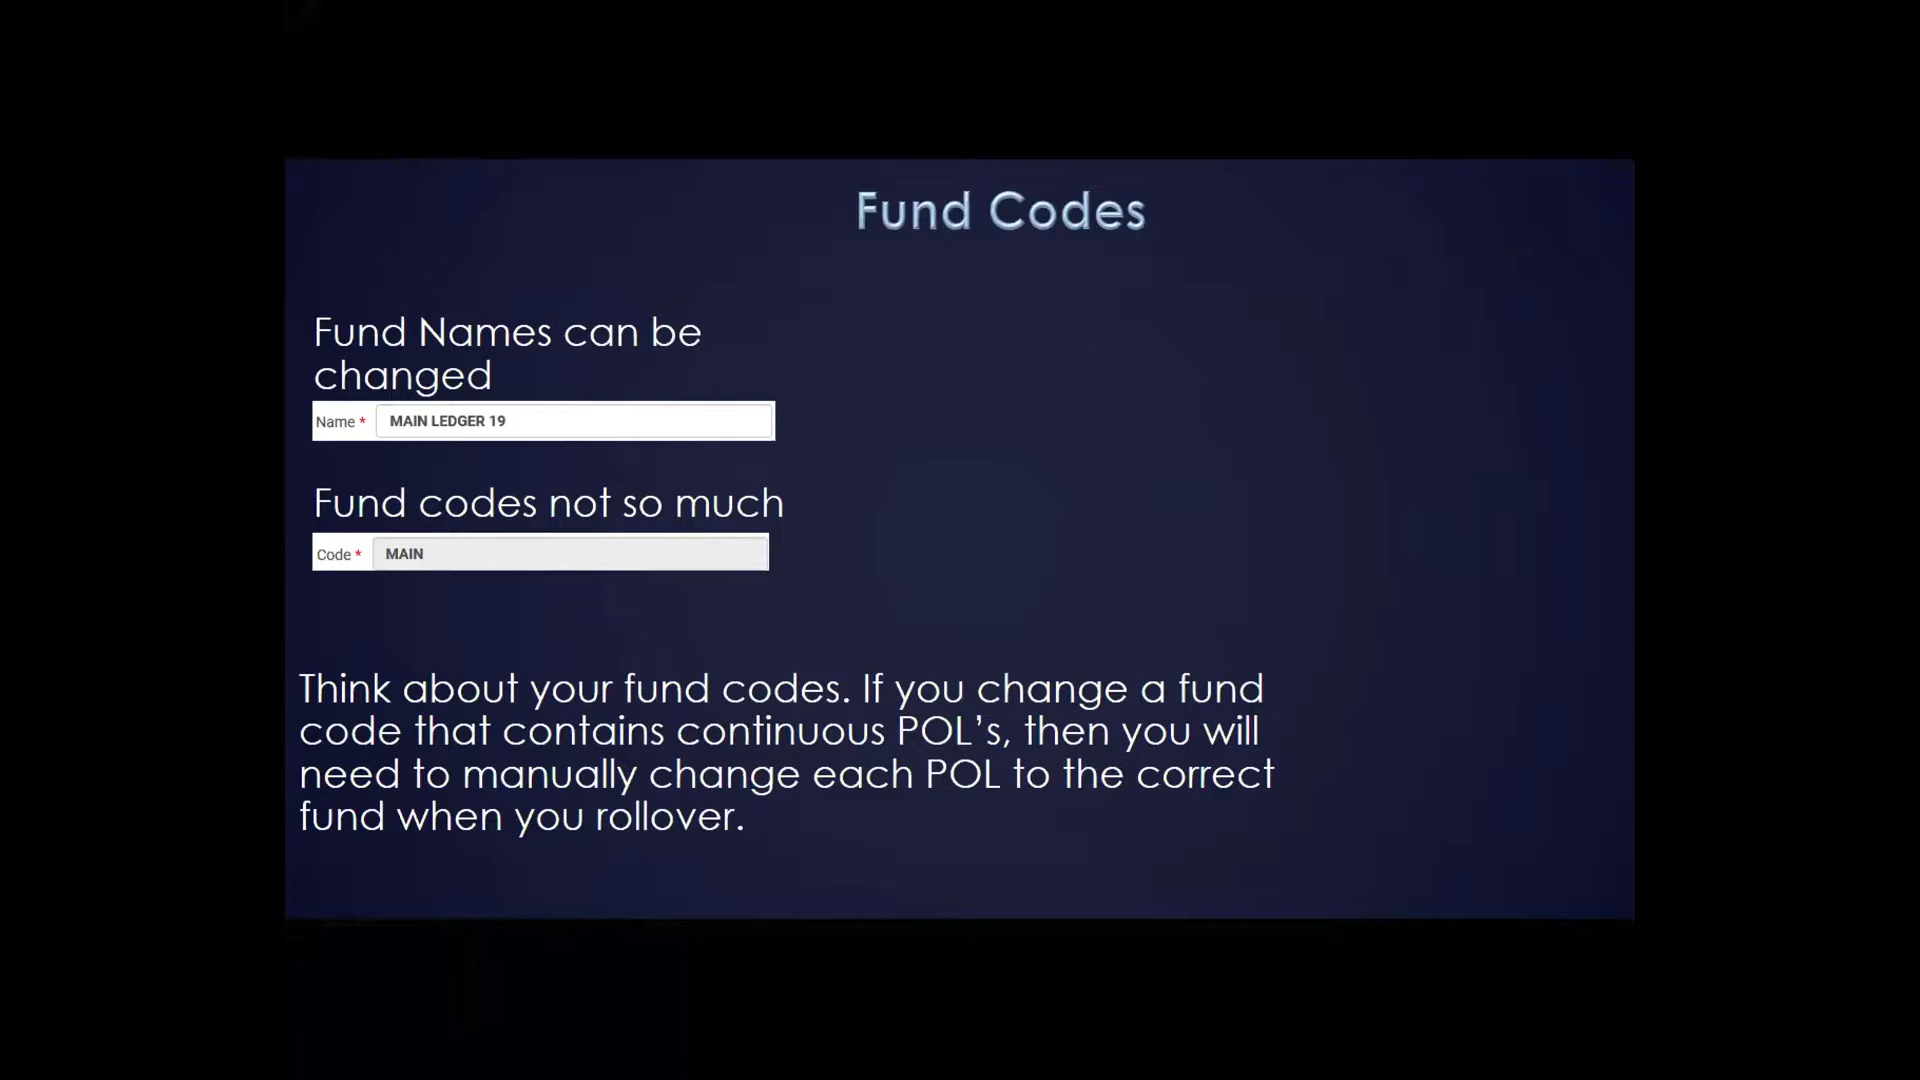 Fund Codes
Fund Names can be
changed
Name * MAIN LEDGER 19
Fund codes not so much
Code * MAIN
Think about your fund codes. If you change a fund
code that contains continuous POL’s, then you will
need to manually change each POL to the correct
fund when you rollover.